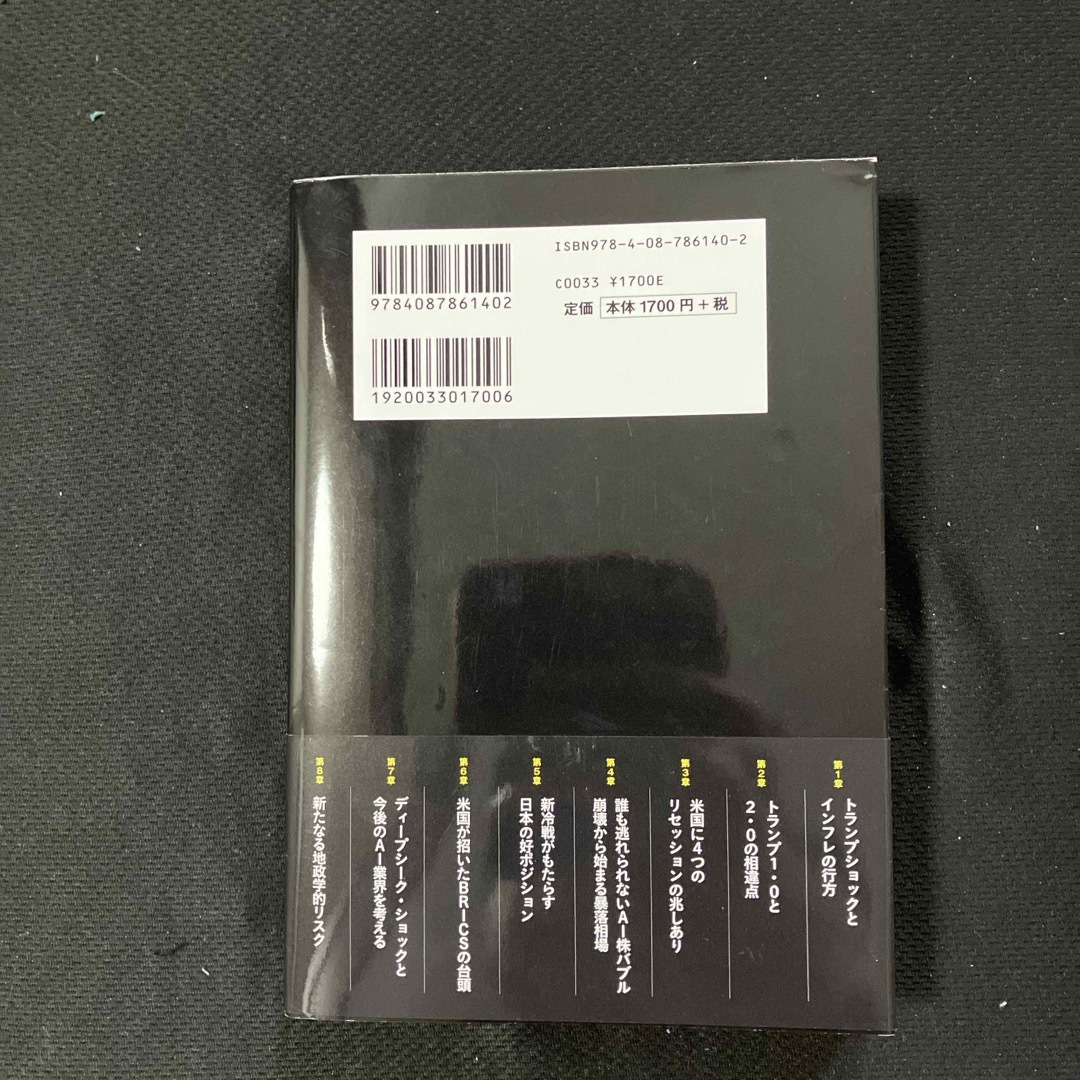 ISBN978-4-08-786140-2
9784087861402
C0033 ¥1700E
定価 本体1700円+税
1920033017006
第1章
トランプショックと
インフレの行方
第2章
トランプ1・0と
2・0の相違点
第3章
米国に4つの
リセッションの兆しあり
第4章
誰も逃れられないAI株バブル
崩壊から始まる暴落相場
第5章
新冷戦がもたらす
日本の好ポジション
第6章
米国が招いたBRICSの台頭
第7章
ディープシーク・ショックと
今後のAI業界を考える
第8章
新たなる地政学的リスク